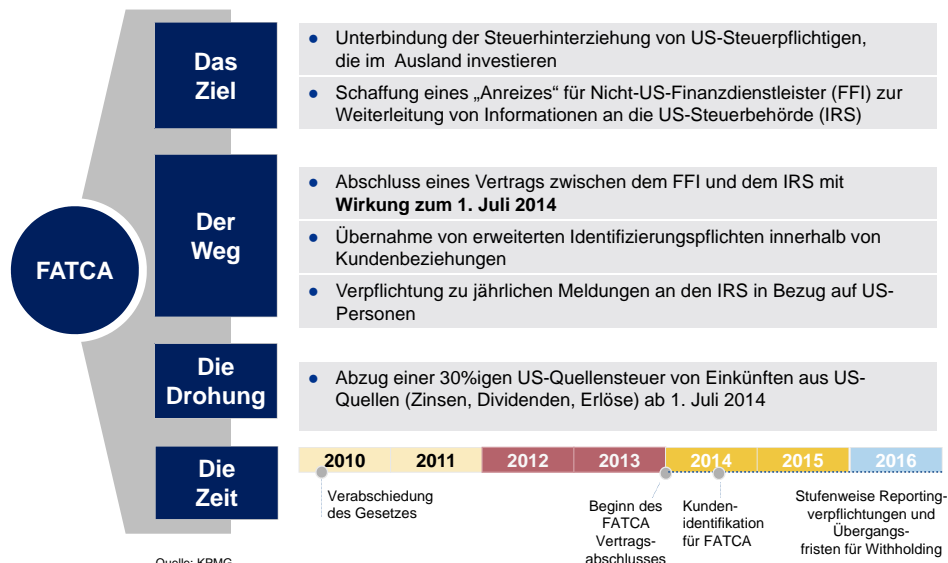 FATCA
Das
Ziel
● Unterbindung der Steuerhinterziehung von US-Steuerpflichtigen,
die im Ausland investieren
● Schaffung eines „Anreizes“ für Nicht-US-Finanzdienstleister (FFI) zur
Weiterleitung von Informationen an die US-Steuerbehörde (IRS)
Der
Weg
● Abschluss eines Vertrags zwischen dem FFI und dem IRS mit
Wirkung zum 1. Juli 2014
● Übernahme von erweiterten Identifizierungspflichten innerhalb von
Kundenbeziehungen
● Verpflichtung zu jährlichen Meldungen an den IRS in Bezug auf US-
Personen
Die
Drohung
● Abzug einer 30%igen US-Quellensteuer von Einkünften aus US-
Quellen (Zinsen, Dividenden, Erlöse) ab 1. Juli 2014
Die
Zeit
2010 2011 2012 2013 2014 2015 2016
Verabschiedung
des Gesetzes
Beginn des
FATCA
Vertrags-
abschlusses
Kunden-
identifikation
für FATCA
Stufenweise Reporting-
verpflichtungen und
Übergangs-
fristen für Withholding
Quelle: KPMG